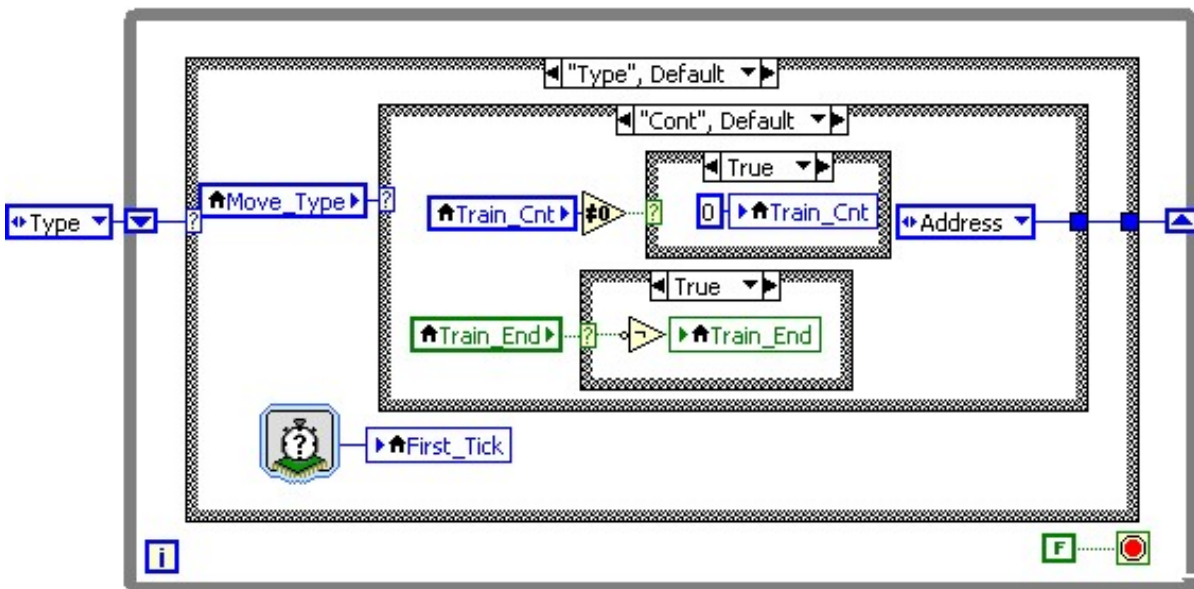 "Type", Default
"Cont", Default
True
Type
Move_Type
Train_Cnt
≠0
0
Train_Cnt
Address
True
Train_End
Train_End
?
First_Tick
i
F